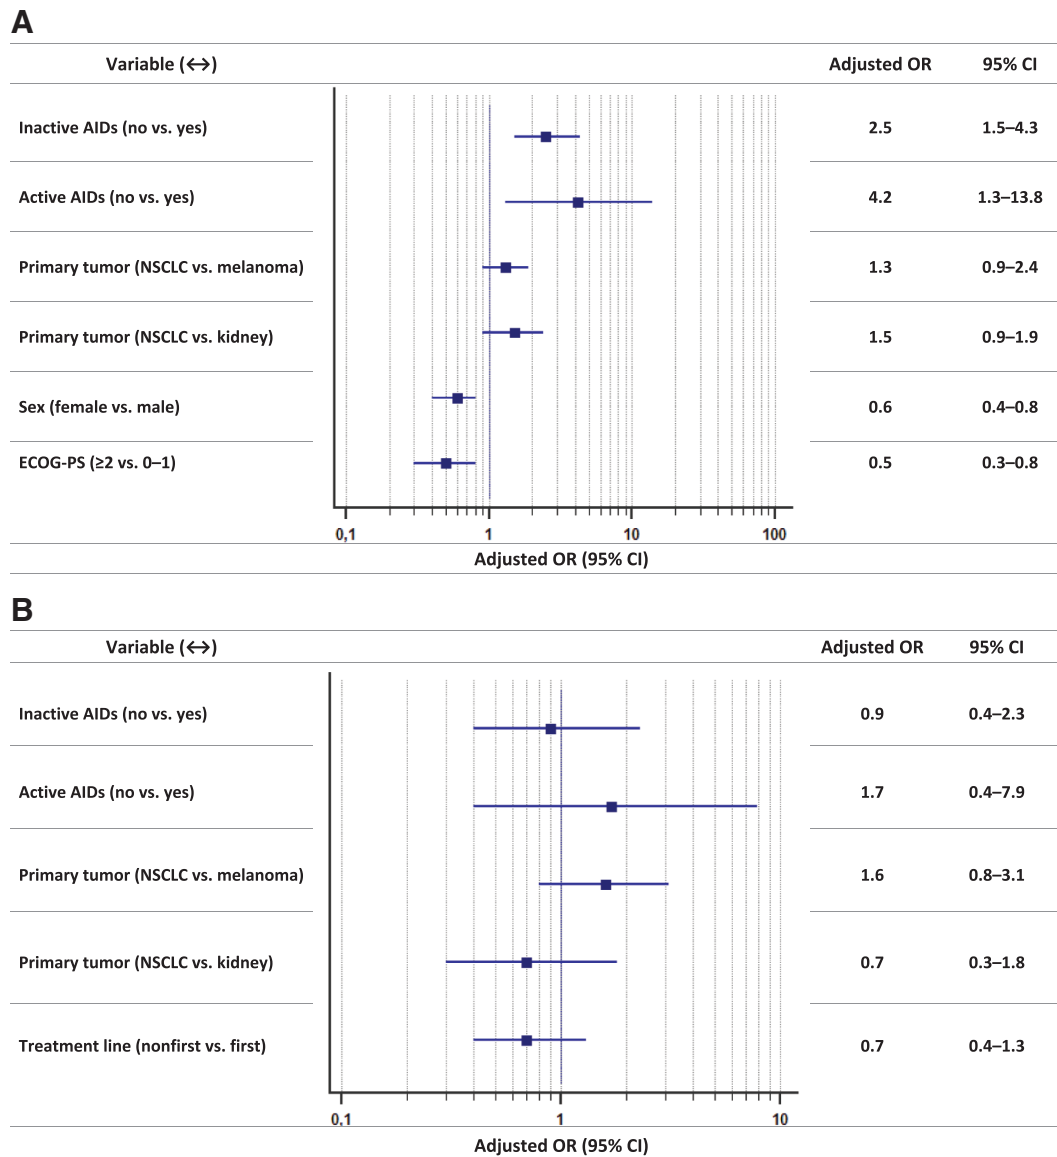 A
Variable (↔) Adjusted OR 95% CI
Inactive AIDs (no vs. yes) 2.5 1.5–4.3
Active AIDs (no vs. yes) 4.2 1.3–13.8
Primary tumor (NSCLC vs. melanoma) 1.3 0.9–2.4
Primary tumor (NSCLC vs. kidney) 1.5 0.9–1.9
Sex (female vs. male) 0.6 0.4–0.8
ECOG-PS (≥2 vs. 0–1) 0.5 0.3–0.8
0,1 1 10 100
Adjusted OR (95% CI)
B
Variable (↔) Adjusted OR 95% CI
Inactive AIDs (no vs. yes) 0.9 0.4–2.3
Active AIDs (no vs. yes) 1.7 0.4–7.9
Primary tumor (NSCLC vs. melanoma) 1.6 0.8–3.1
Primary tumor (NSCLC vs. kidney) 0.7 0.3–1.8
Treatment line (nonfirst vs. first) 0.7 0.4–1.3
0,1 1 10
Adjusted OR (95% CI)